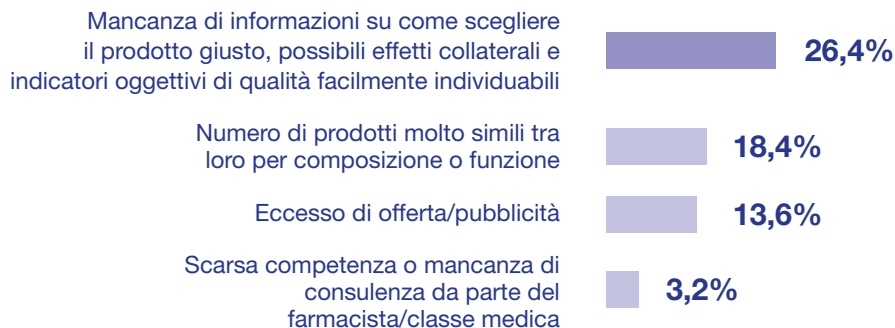 Mancanza di informazioni su come scegliere
il prodotto giusto, possibili effetti collaterali e
indicatori oggettivi di qualità facilmente individuabili
26,4%
Numero di prodotti molto simili tra
loro per composizione o funzione
18,4%
Eccesso di offerta/pubblicità
13,6%
Scarsa competenza o mancanza di
consulenza da parte del
farmacista/classe medica
3,2%